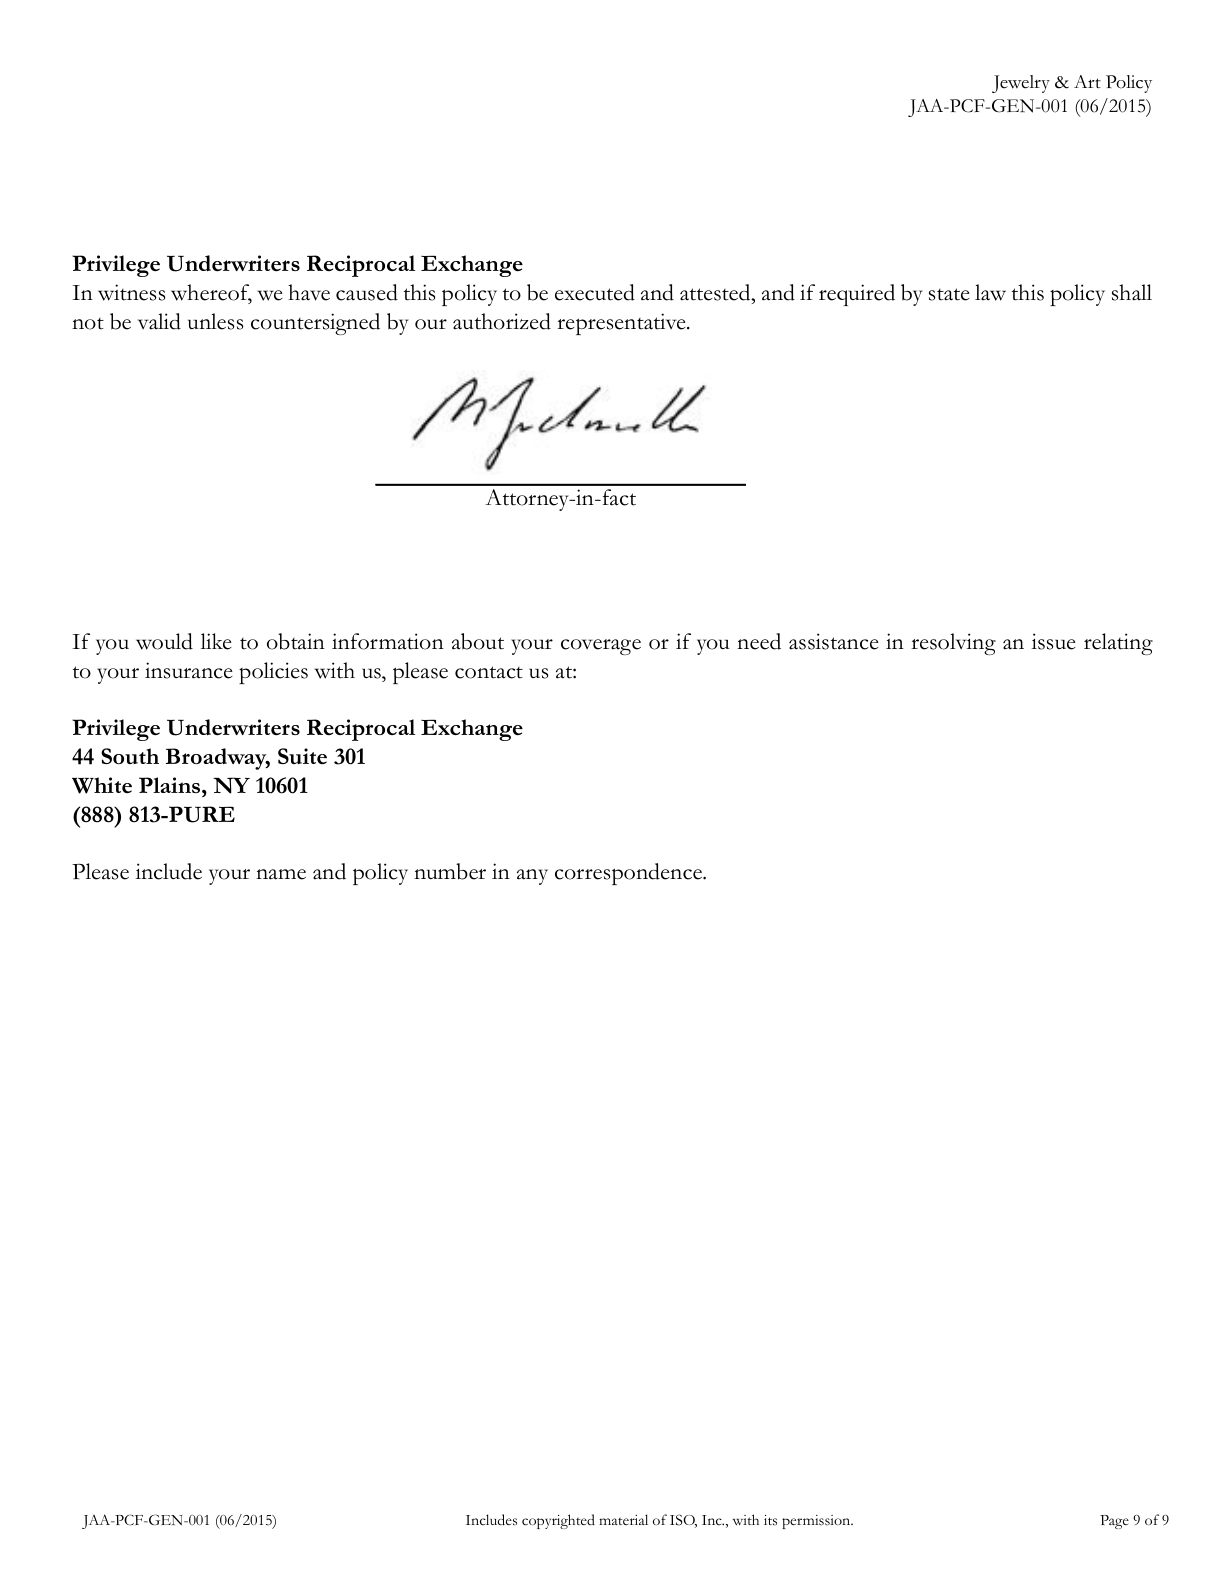 Jewelry & Art Policy
JAA-PCF-GEN-001 (06/2015)
Privilege Underwriters Reciprocal Exchange
In witness whereof, we have caused this policy to be executed and attested, and if required by state law this policy shall
not be valid unless countersigned by our authorized representative.
Attorney-in-fact
If you would like to obtain information about your coverage or if you need assistance in resolving an issue relating
to your insurance policies with us, please contact us at:
Privilege Underwriters Reciprocal Exchange
44 South Broadway, Suite 301
White Plains, NY 10601
(888) 813-PURE
Please include your name and policy number in any correspondence.
JAA-PCF-GEN-001 (06/2015) Includes copyrighted material of ISO, Inc., with its permission. Page 9 of 9